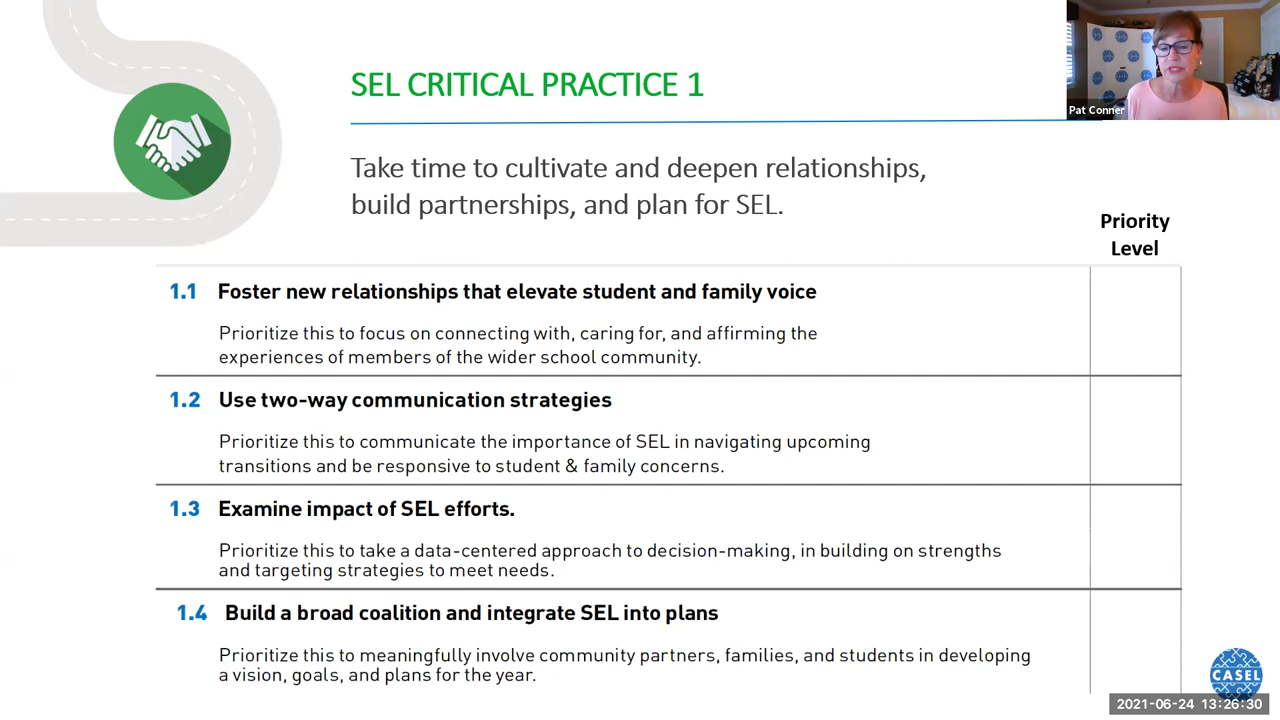 SEL CRITICAL PRACTICE 1
Pat Conner
Take time to cultivate and deepen relationships,
build partnerships, and plan for SEL.
Priority
Level
1.1 Foster new relationships that elevate student and family voice
Prioritize this to focus on connecting with, caring for, and affirming the
experiences of members of the wider school community.
1.2 Use two-way communication strategies
Prioritize this to communicate the importance of SEL in navigating upcoming
transitions and be responsive to student & family concerns.
1.3 Examine impact of SEL efforts.
Prioritize this to take a data-centered approach to decision-making, in building on strengths
and targeting strategies to meet needs.
1.4 Build a broad coalition and integrate SEL into plans
Prioritize this to meaningfully involve community partners, families, and students in developing
a vision, goals, and plans for the year.
CASEL
2021-06-24 13:26:30